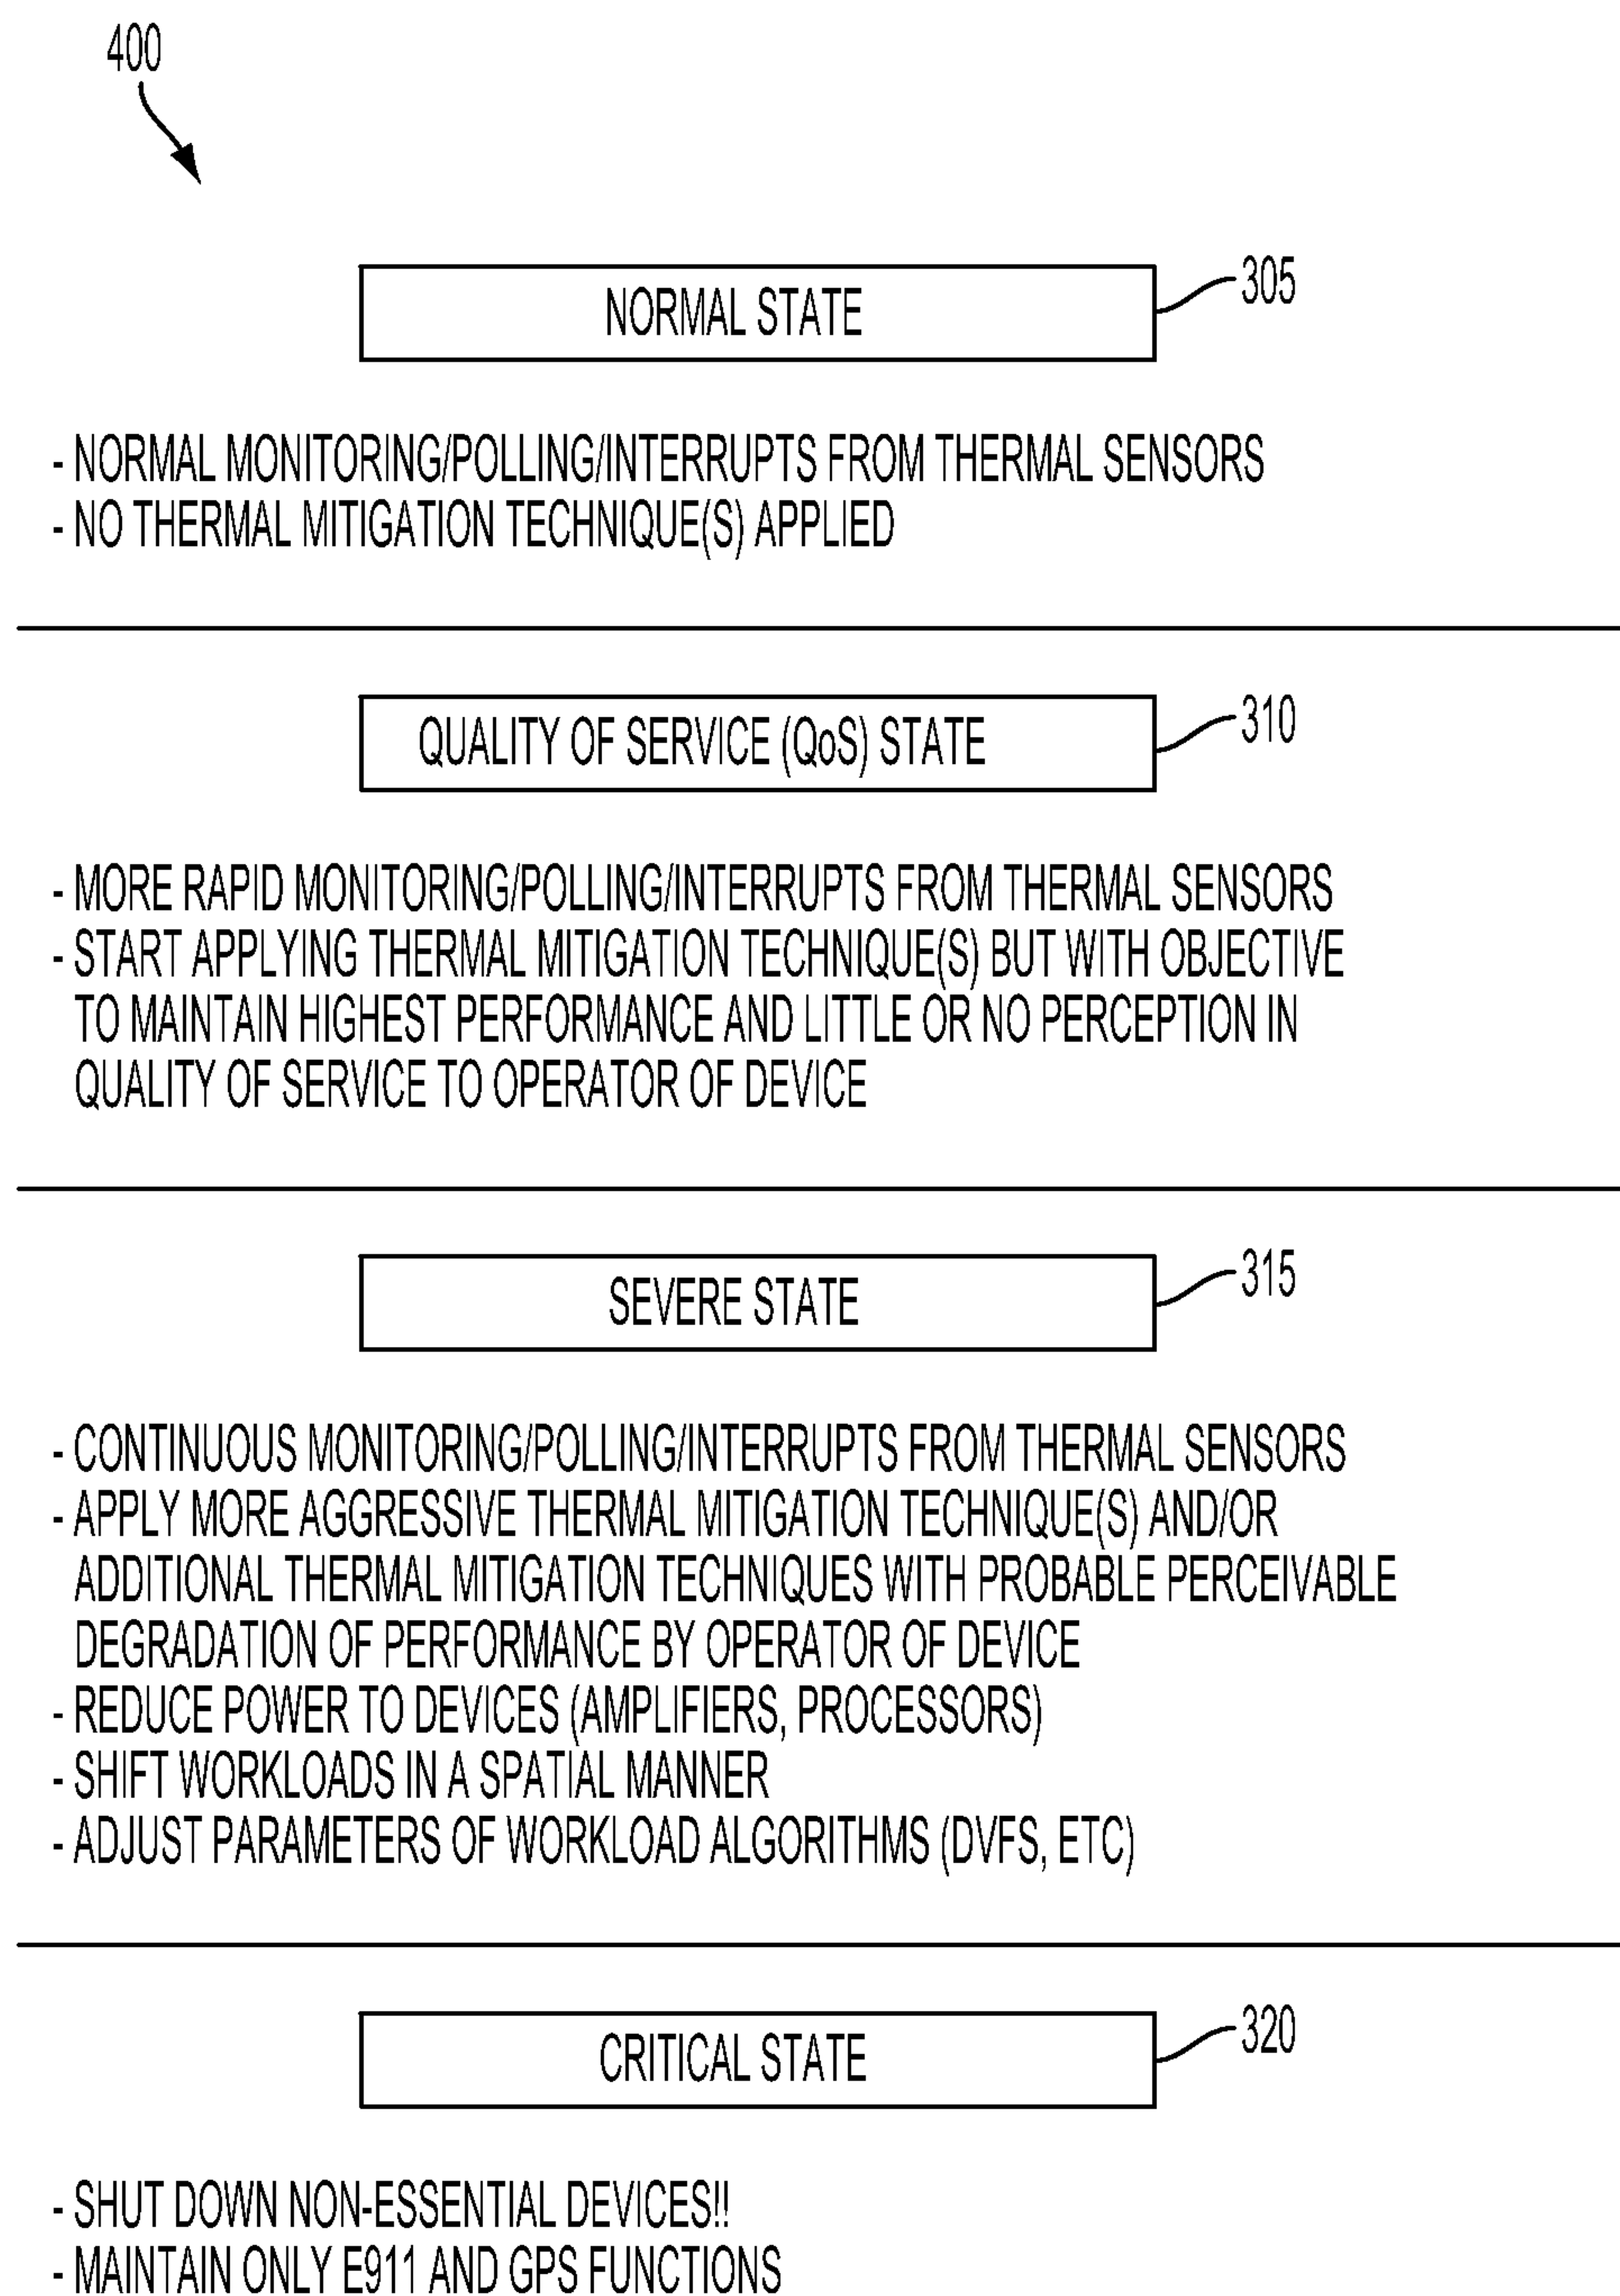 400
NORMAL STATE
305
- NORMAL MONITORING/POLLING/INTERRUPTS FROM THERMAL SENSORS
- NO THERMAL MITIGATION TECHNIQUE(S) APPLIED
QUALITY OF SERVICE (QoS) STATE
310
- MORE RAPID MONITORING/POLLING/INTERRUPTS FROM THERMAL SENSORS
- START APPLYING THERMAL MITIGATION TECHNIQUE(S) BUT WITH OBJECTIVE
TO MAINTAIN HIGHEST PERFORMANCE AND LITTLE OR NO PERCEPTION IN
QUALITY OF SERVICE TO OPERATOR OF DEVICE
SEVERE STATE
315
- CONTINUOUS MONITORING/POLLING/INTERRUPTS FROM THERMAL SENSORS
- APPLY MORE AGGRESSIVE THERMAL MITIGATION TECHNIQUE(S) AND/OR
ADDITIONAL THERMAL MITIGATION TECHNIQUES WITH PROBABLE PERCEIVABLE
DEGRADATION OF PERFORMANCE BY OPERATOR OF DEVICE
- REDUCE POWER TO DEVICES (AMPLIFIERS, PROCESSORS)
- SHIFT WORKLOADS IN A SPATIAL MANNER
- ADJUST PARAMETERS OF WORKLOAD ALGORITHMS (DVFS, ETC)
CRITICAL STATE
320
- SHUT DOWN NON-ESSENTIAL DEVICES!!
- MAINTAIN ONLY E911 AND GPS FUNCTIONS